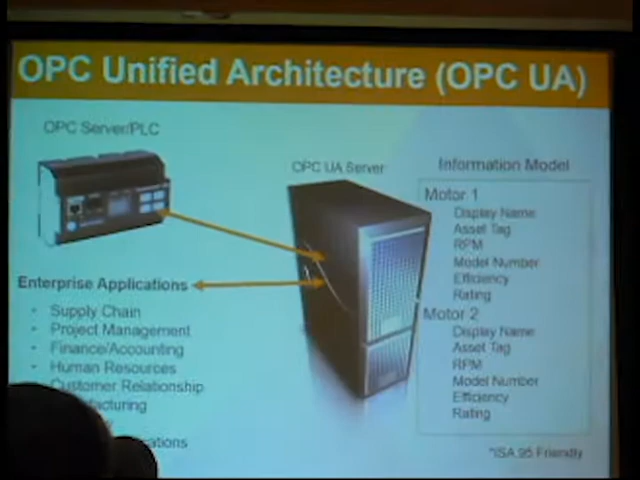 OPC Unified Architecture (OPC UA)
OPC Server/PLC
OPC UA Server
Information Model
Motor 1
Display Name
Asset Tag
RPM
Model Number
Efficiency
Rating
Motor 2
Display Name
Asset Tag
RPM
Model Number
Efficiency
Rating
*ISA 95 Friendly
Enterprise Applications
· Supply Chain
· Project Management
· Finance/Accounting
· Human Resources
Customer Relationship